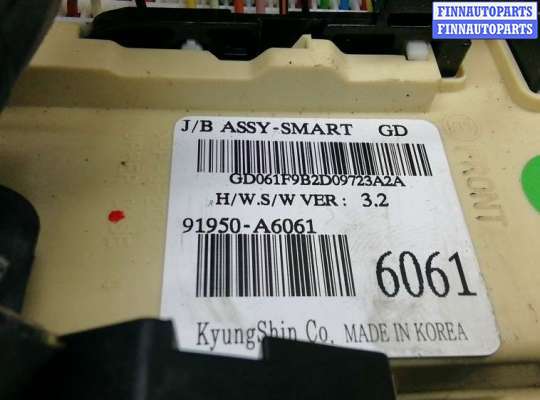 FINNAUTOPARTS
FINNAUTOPARTS
J/B ASSY-SMART GD
GD061F9B2D09723A2A
H/W.S/W VER : 3.2
91950-A6061
6061
KyungShin Co. MADE IN KOREA
FRONT